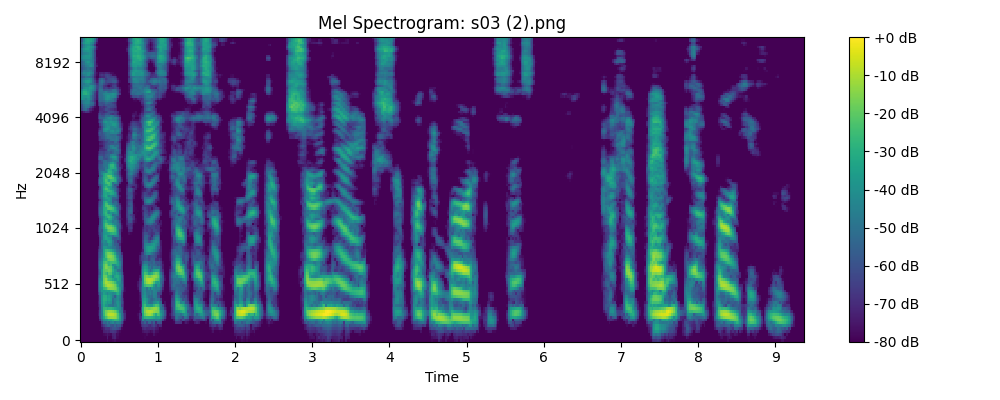 Mel Spectrogram: s03 (2).png
8192
4096
2048
1024
512
0
Hz
0 1 2 3 4 5 6 7 8 9
Time
+0 dB
-10 dB
-20 dB
-30 dB
-40 dB
-50 dB
-60 dB
-70 dB
-80 dB